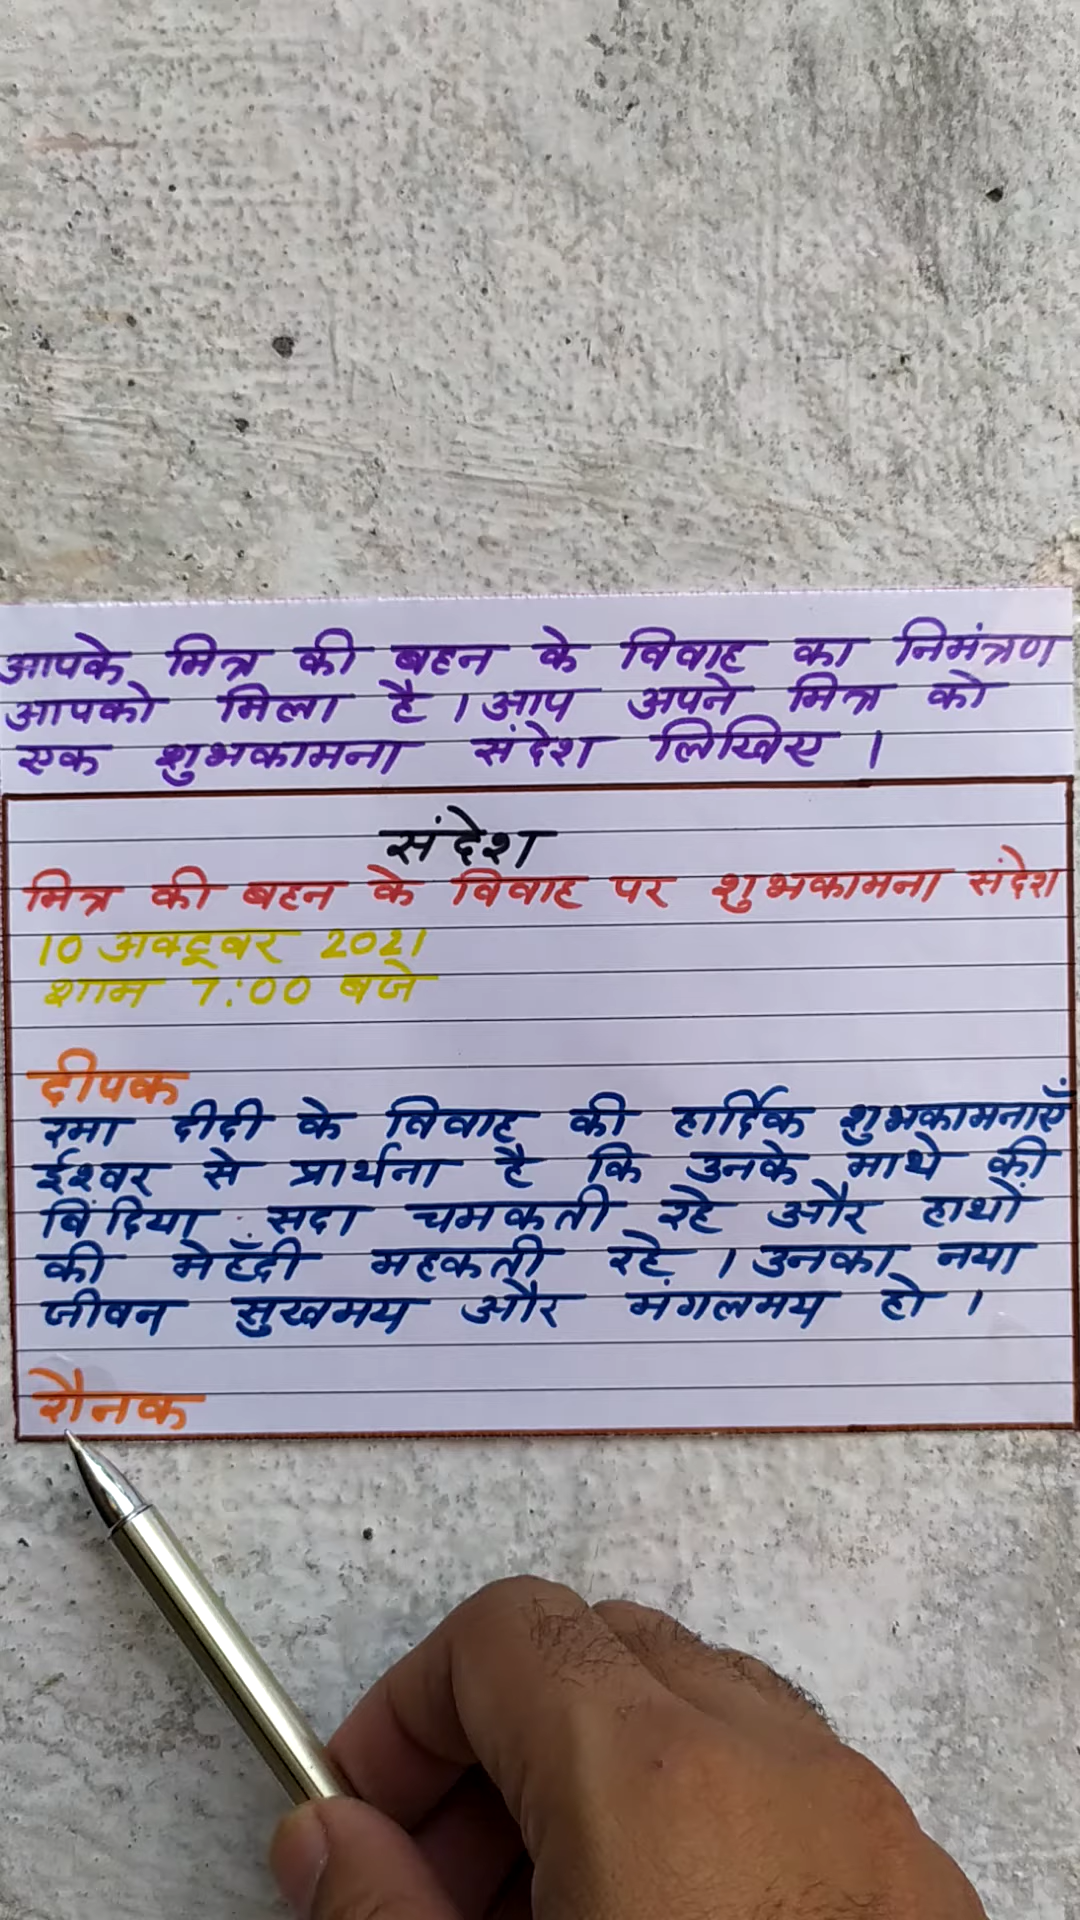 आपके मित्र की बहन के विवाह का निमंत्रण
आपको मिला है । आप अपने मित्र को
एक शुभकामना संदेश लिखिए ।
संदेश
मित्र की बहन के विवाह पर शुभकामना संदेश
10 अक्टूबर 2021
शाम 7:00 बजे
दीपक
रमा दीदी के विवाह की हार्दिक शुभकामनाएँ
ईश्वर से प्रार्थना है कि उनके माथे की
बिंदिया सदा चमकती रहे और हाथों
की मेहँदी महकती रहे । उनका नया
जीवन सुखमय और मंगलमय हो ।
रौनक